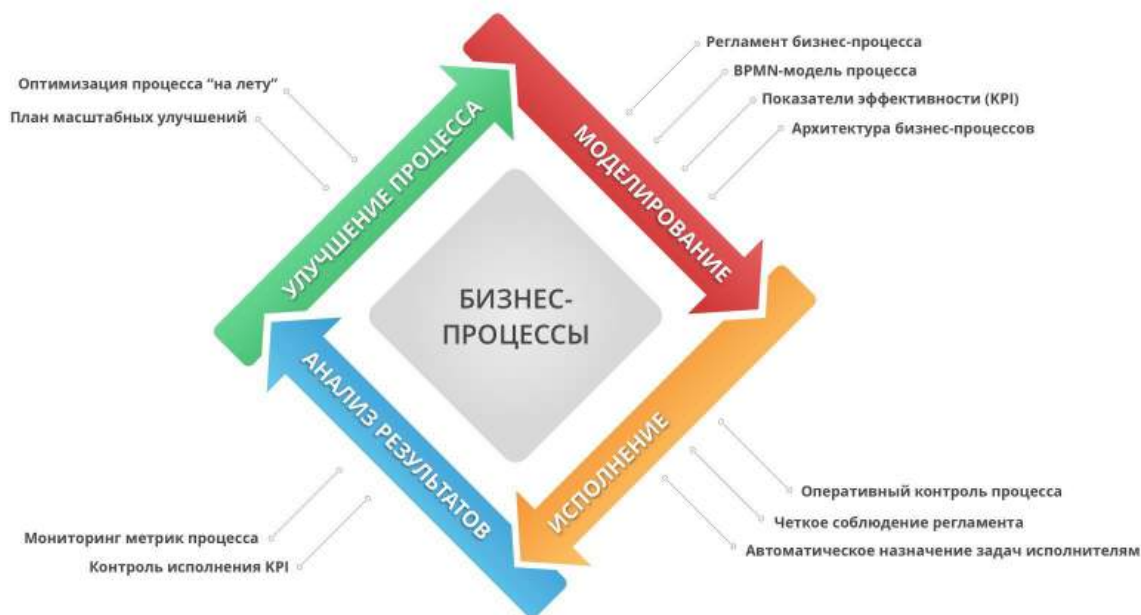 Регламент бизнес-процесса
BPMN-модель процесса
Показатели эффективности (KPI)
Архитектура бизнес-процессов
Оптимизация процесса “на лету”
План масштабных улучшений
УЛУЧШЕНИЕ ПРОЦЕССА
МОДЕЛИРОВАНИЕ
БИЗНЕС-
ПРОЦЕССЫ
АНАЛИЗ РЕЗУЛЬТАТОВ
ИСПОЛНЕНИЕ
Оперативный контроль процесса
Четкое соблюдение регламента
Автоматическое назначение задач исполнителям
Мониторинг метрик процесса
Контроль исполнения KPI